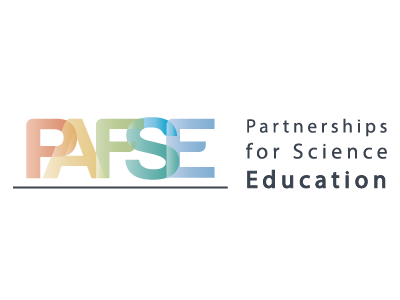 PAFSE
Partnerships
for Science
Education